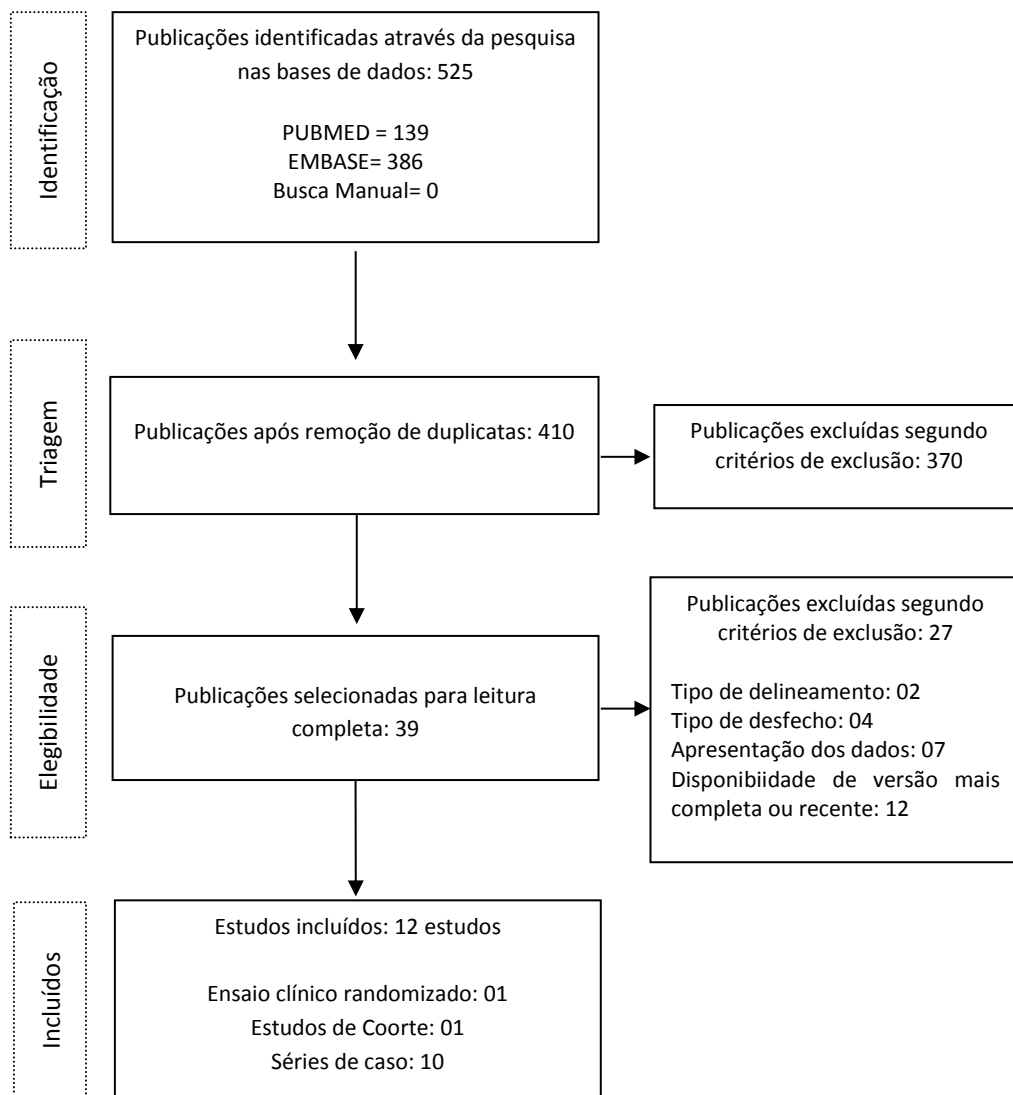 Identificação
Publicações identificadas através da pesquisa
nas bases de dados: 525
PUBMED = 139
EMBASE= 386
Busca Manual= 0
Triagem
Publicações após remoção de duplicatas: 410
Publicações excluídas segundo
critérios de exclusão: 370
Elegibilidade
Publicações selecionadas para leitura
completa: 39
Publicações excluídas segundo
critérios de exclusão: 27
Tipo de delineamento: 02
Tipo de desfecho: 04
Apresentação dos dados: 07
Disponibiidade de versão mais
completa ou recente: 12
Incluídos
Estudos incluídos: 12 estudos
Ensaio clínico randomizado: 01
Estudos de Coorte: 01
Séries de caso: 10